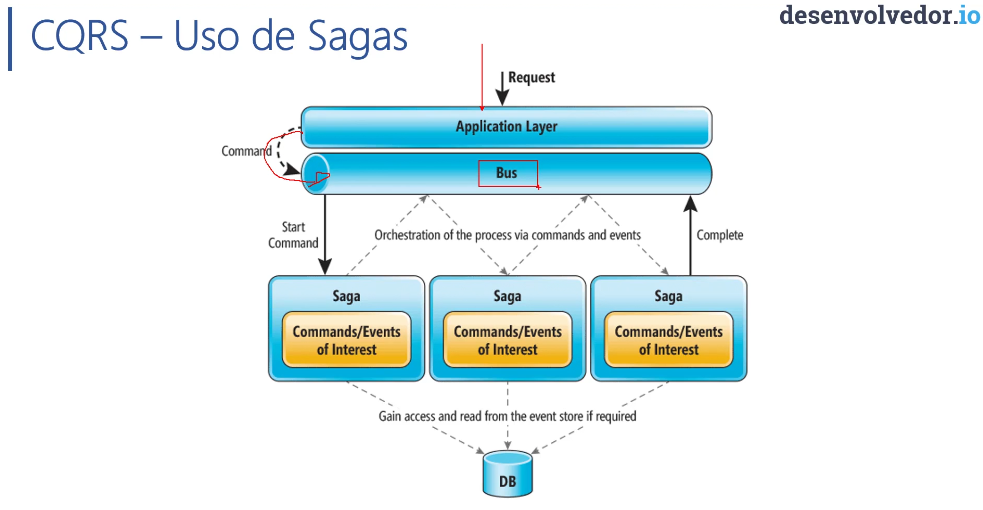 CQRS – Uso de Sagas
desenvolvedor.io
Request
Application Layer
Command
Bus
Start
Command
Orchestration of the process via commands and events
Complete
Saga
Commands/Events
of Interest
Saga
Commands/Events
of Interest
Saga
Commands/Events
of Interest
Gain access and read from the event store if required
DB